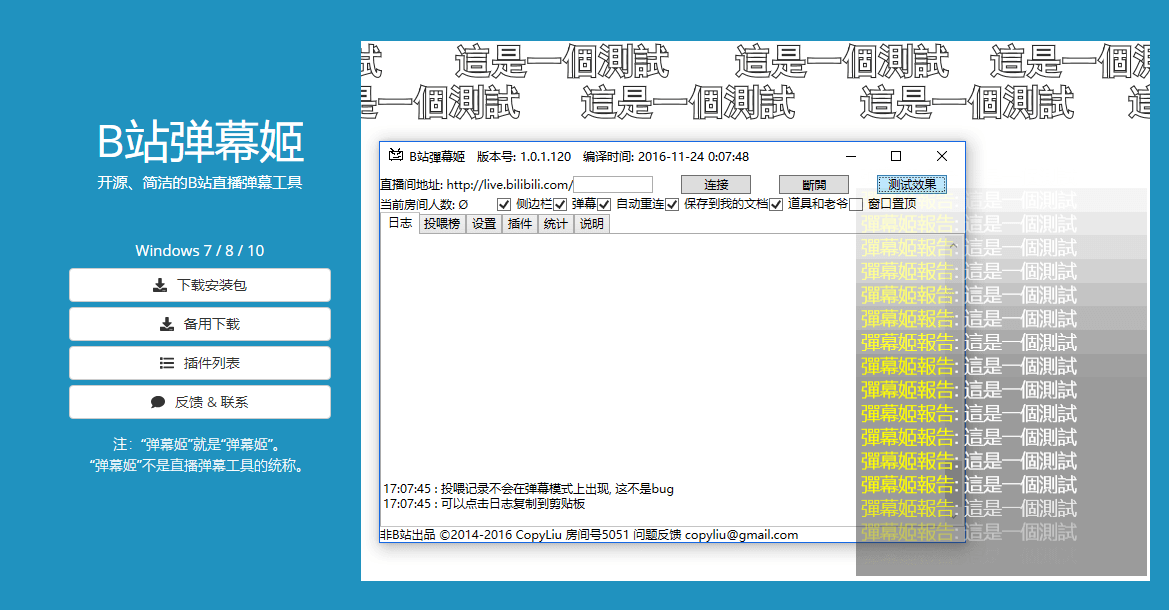 B站弹幕姬
开源、简洁的B站直播弹幕工具
Windows 7 / 8 / 10
下载安装包
备用下载
插件列表
反馈 & 联系
注：“弹幕姬”就是“弹幕姬”。
“弹幕姬”不是直播弹幕工具的统称。
試 這是一個測試 這是一個測試 這是一個測
是一個測試 這是一個測試 這是一個測試 這
B站彈幕姬 版本号: 1.0.1.120 编译时间: 2016-11-24 0:07:48
直播间地址: http://live.bilibili.com/ 连接 斷開 测试效果
当前房间人数: Ø 侧边栏 弹幕 自动重连 保存到我的文档 道具和老爷 窗口置顶
日志 投喂榜 设置 插件 统计 说明
彈幕姬報告: 這是一個測試
彈幕姬報告: 這是一個測試
彈幕姬報告: 這是一個測試
彈幕姬報告: 這是一個測試
彈幕姬報告: 這是一個測試
彈幕姬報告: 這是一個測試
彈幕姬報告: 這是一個測試
彈幕姬報告: 這是一個測試
彈幕姬報告: 這是一個測試
彈幕姬報告: 這是一個測試
彈幕姬報告: 這是一個測試
彈幕姬報告: 這是一個測試
彈幕姬報告: 這是一個測試
彈幕姬報告: 這是一個測試
17:07:45 : 投喂记录不会在弹幕模式上出现, 这不是bug
17:07:45 : 可以点击日志复制到剪贴板
非B站出品 ©2014-2016 CopyLiu 房间号5051 问题反馈 copyliu@gmail.com